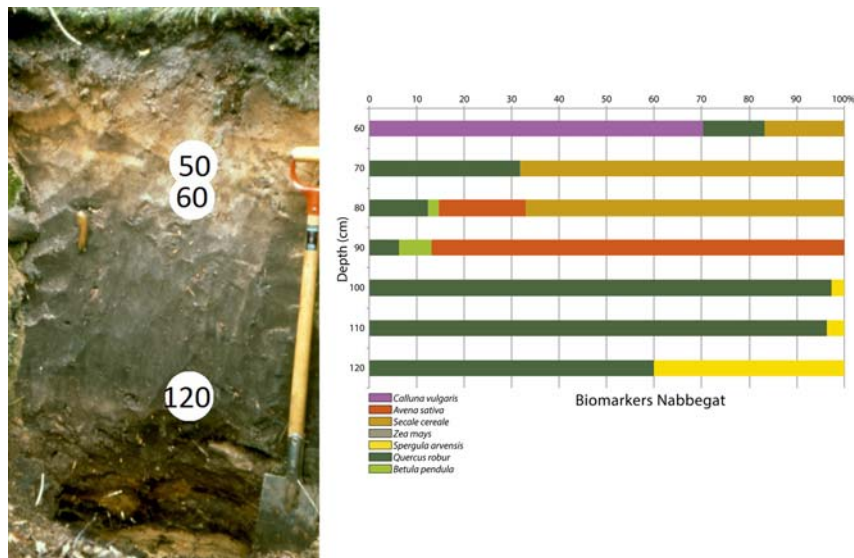 50
60
120
0 10 20 30 40 50 60 70 80 90 100%
60
70
80
90
100
110
120
Depth (cm)
Calluna vulgaris
Avena sativa
Secale cereale
Zea mays
Spergula arvensis
Quercus robur
Betula pendula
Biomarkers Nabbegat